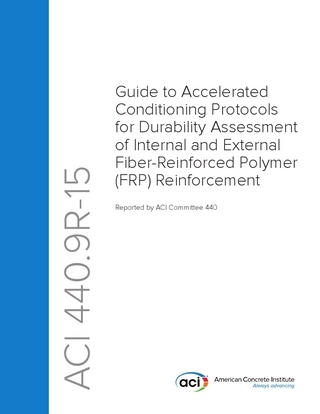 Guide to Accelerated
Conditioning Protocols
for Durability Assessment
of Internal and External
Fiber-Reinforced Polymer
(FRP) Reinforcement
Reported by ACI Committee 440
ACI 440.9R-15
aci
American Concrete Institute
Always advancing